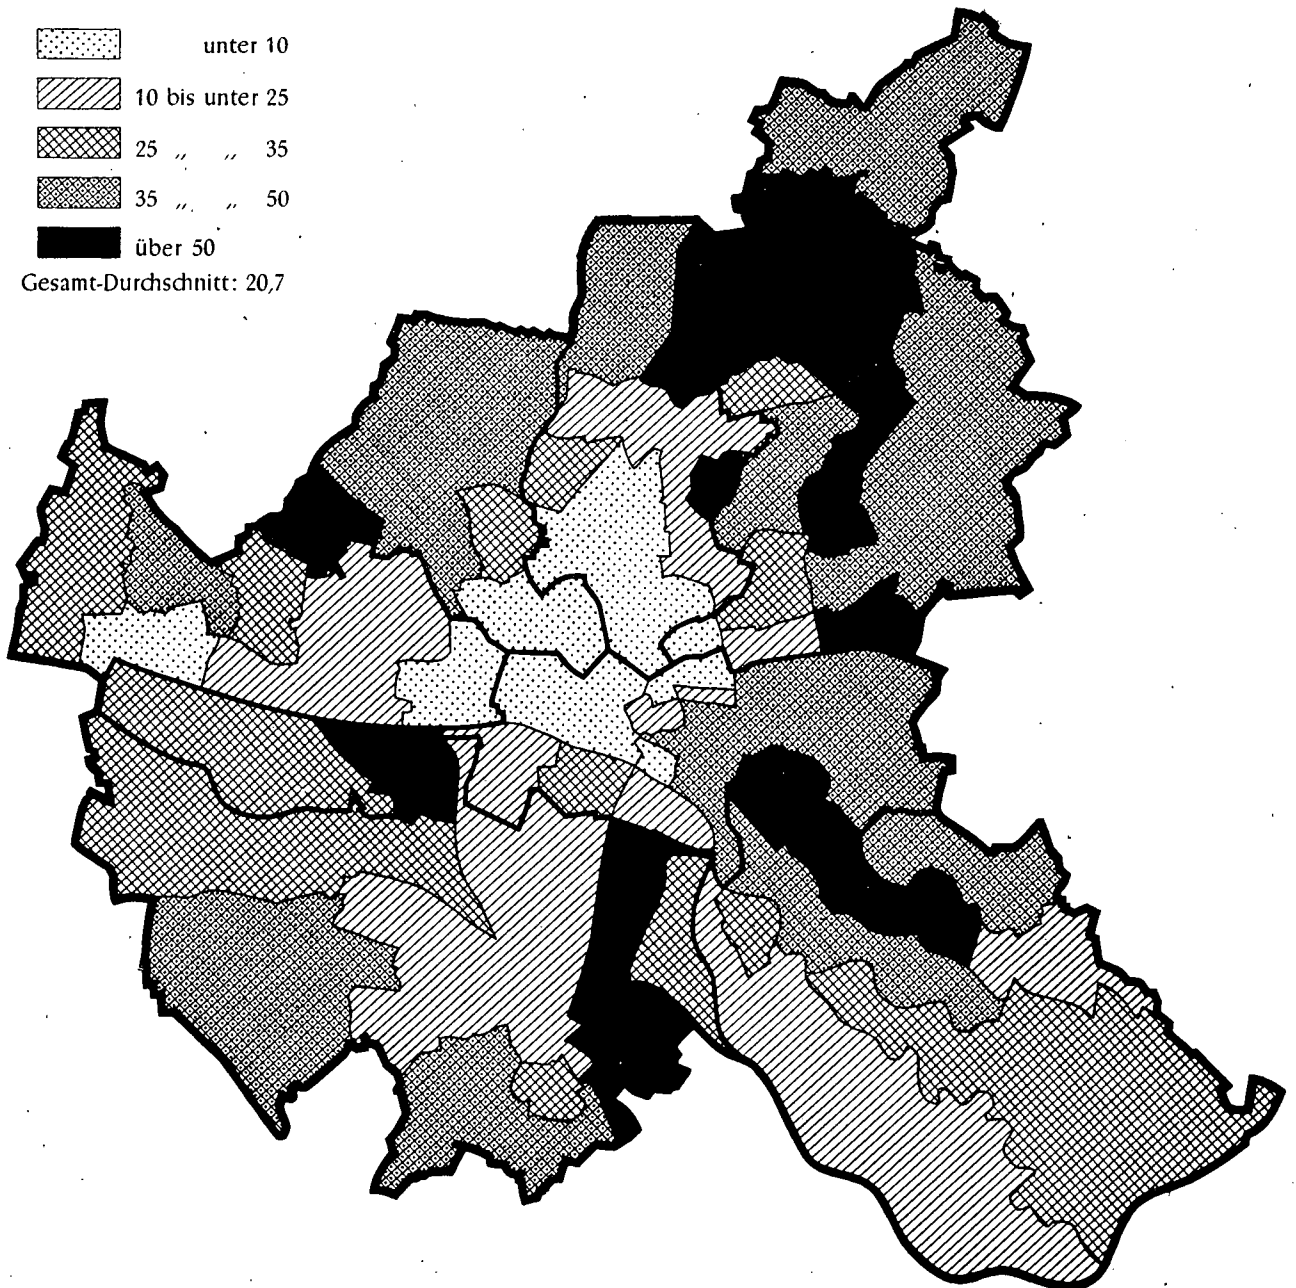 unter 10
10 bis unter 25
25 „ „ 35
35 „ „ 50
über 50
Gesamt-Durchschnitt: 20,7